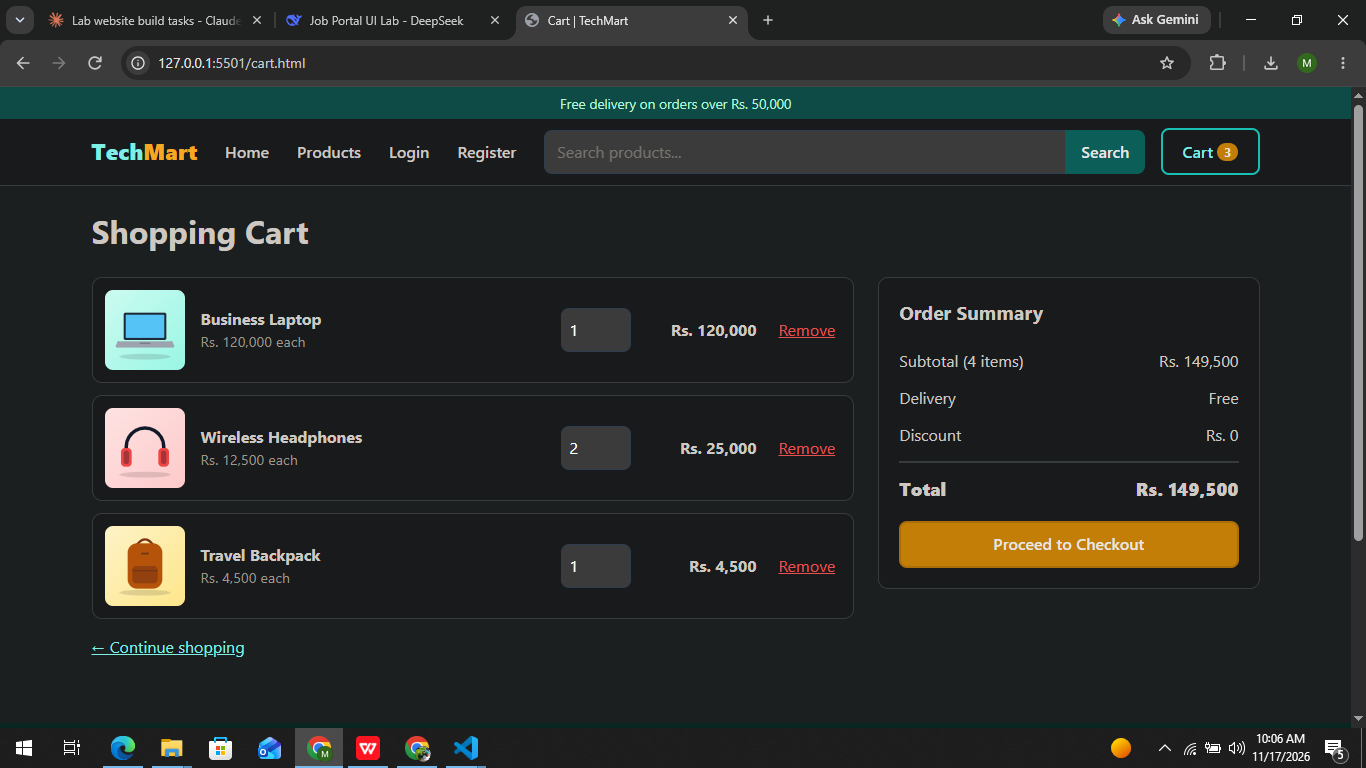 Lab website build tasks - Claude
Job Portal UI Lab - DeepSeek
Cart | TechMart
Ask Gemini
127.0.0.1:5501/cart.html
M
Free delivery on orders over Rs. 50,000
TechMart
Home
Products
Login
Register
Search products...
Search
Cart 3
Shopping Cart
Business Laptop
Rs. 120,000 each
1
Rs. 120,000
Remove
Wireless Headphones
Rs. 12,500 each
2
Rs. 25,000
Remove
Travel Backpack
Rs. 4,500 each
1
Rs. 4,500
Remove
← Continue shopping
Order Summary
Subtotal (4 items) Rs. 149,500
Delivery Free
Discount Rs. 0
Total Rs. 149,500
Proceed to Checkout
M
W
10:06 AM
11/17/2026
5